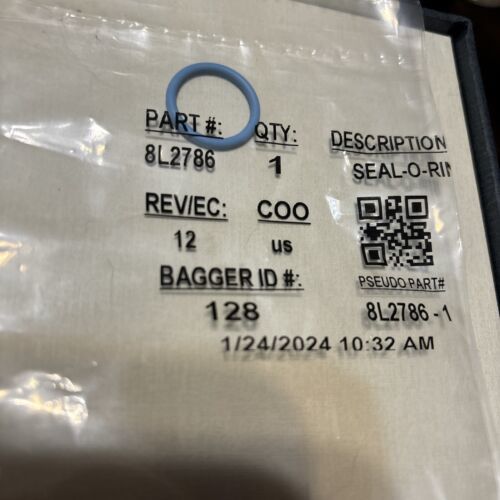 PART #: QTY: DESCRIPTION
8L2786 1 SEAL-O-RIN
REV/EC: COO
12 us
BAGGER ID #: PSEUDO PART#
128 8L2786 - 1
1/24/2024 10:32 AM